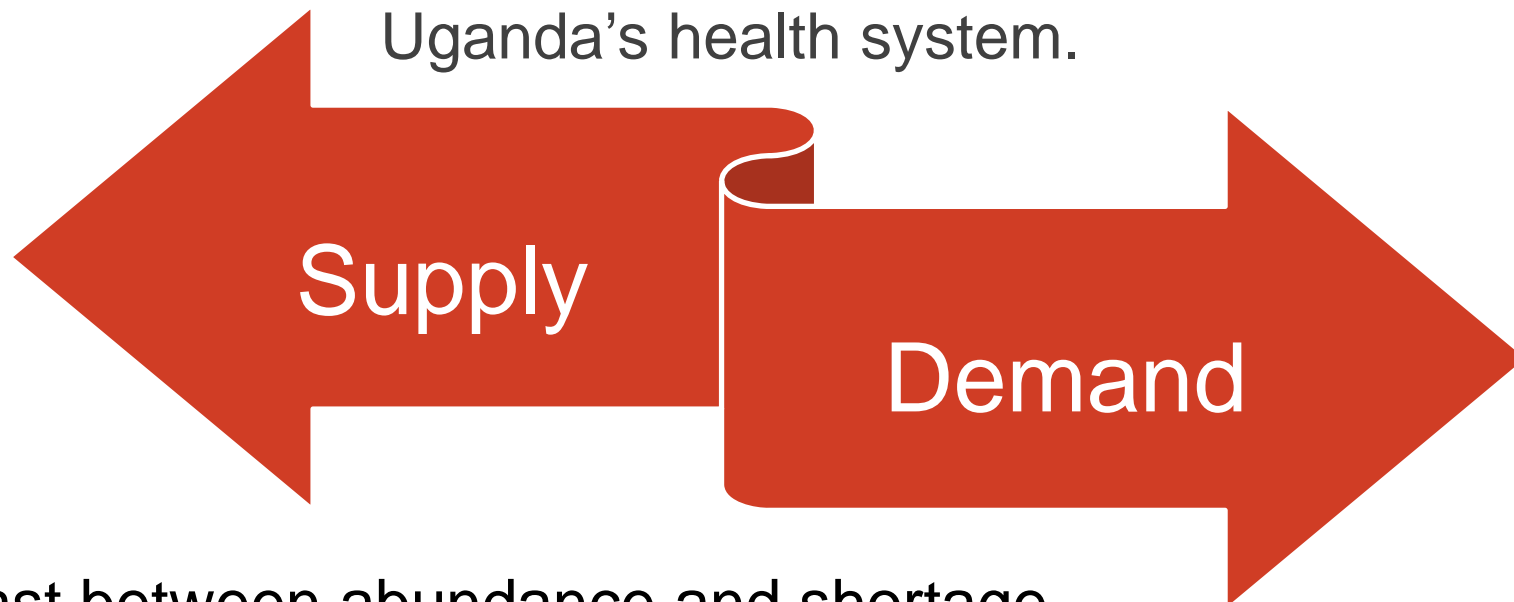 Uganda’s health system.
Supply
Demand
between abundance and shortage